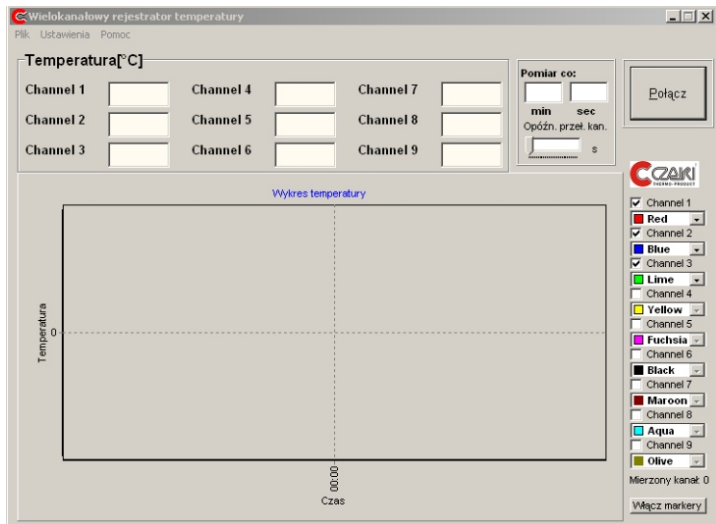 Wielokanałowy rejestrator temperatury
Plik Ustawienia Pomoc
Temperatura[°C]
Channel 1 Channel 4 Channel 7
Channel 2 Channel 5 Channel 8
Channel 3 Channel 6 Channel 9
Pomiar co:
min sec
Opóźn. przeł. kan.
s
Połącz
CZAKI
THERMO-PRODUCT
Wykres temperatury
Temperatura
0
00:00
Czas
Channel 1
Red
Channel 2
Blue
Channel 3
Lime
Channel 4
Yellow
Channel 5
Fuchsia
Channel 6
Black
Channel 7
Maroon
Channel 8
Aqua
Channel 9
Olive
Mierzony kanał: 0
Włącz markery